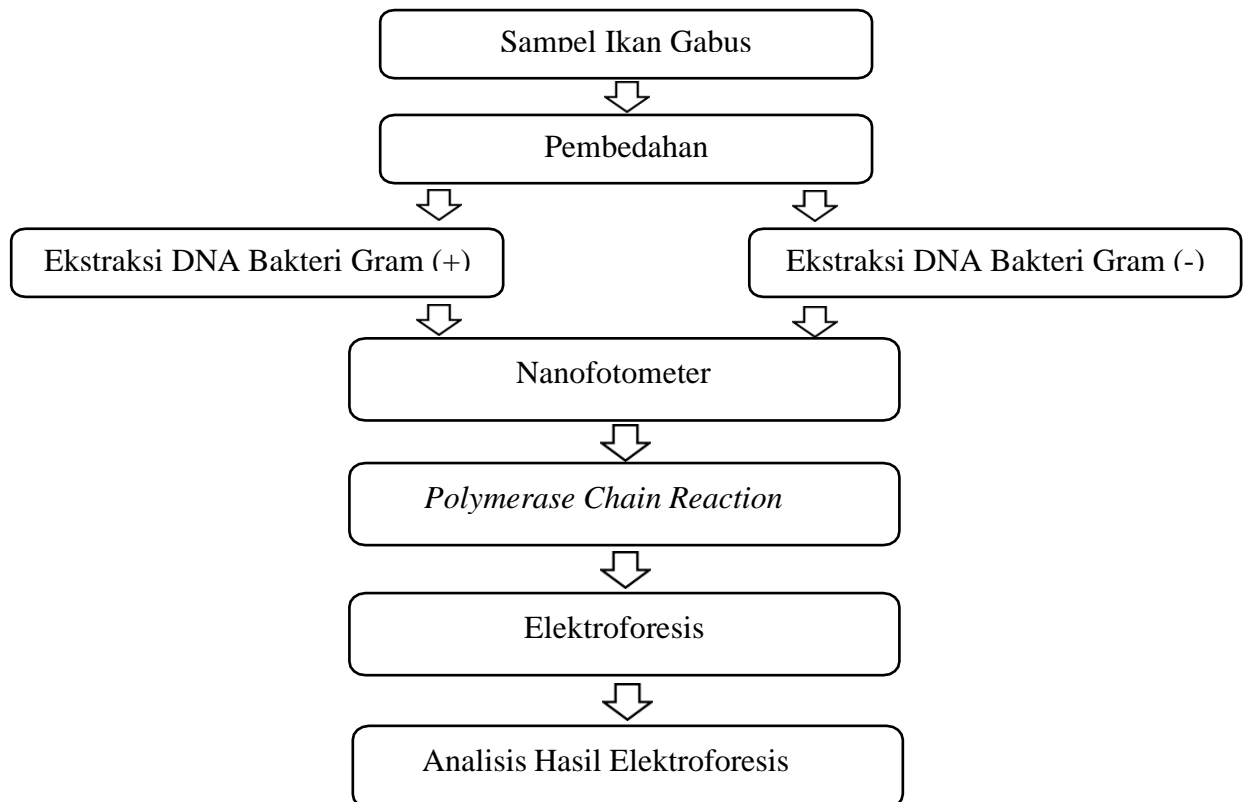 Sampel Ikan Gabus
Pembedahan
Ekstraksi DNA Bakteri Gram (+)
Ekstraksi DNA Bakteri Gram (-)
Nanofotometer
Polymerase Chain Reaction
Elektroforesis
Analisis Hasil Elektroforesis